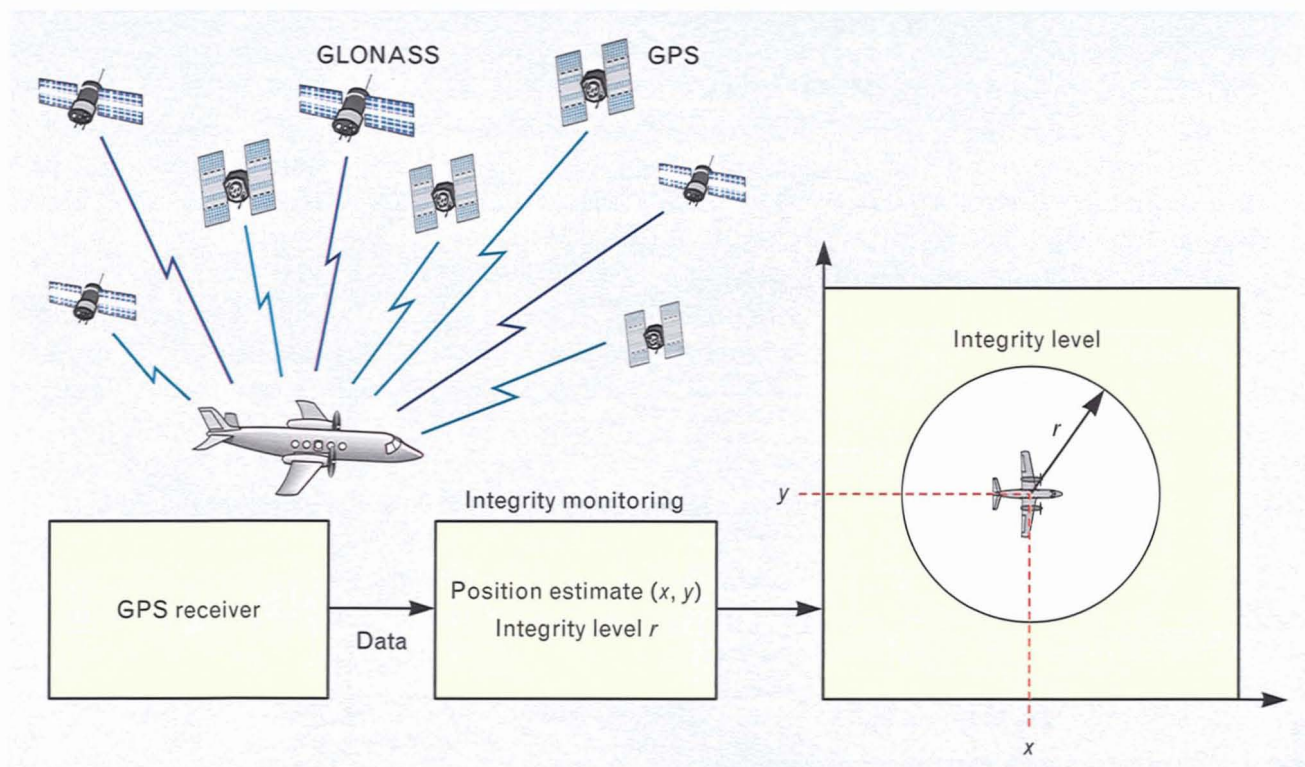 GLONASS
GPS
Integrity level
r
y
x
Integrity monitoring
GPS receiver
Data
Position estimate (x, y)
Integrity level r